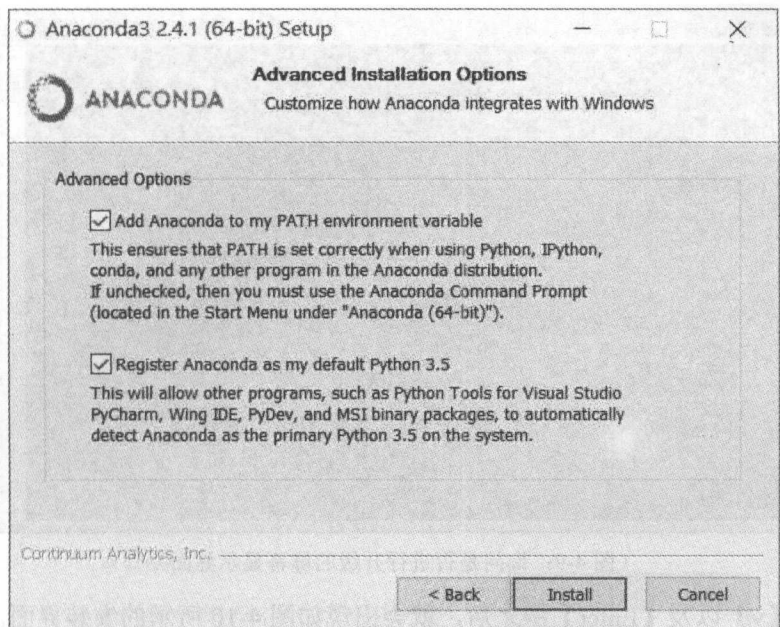 Anaconda3 2.4.1 (64-bit) Setup
ANACONDA
Advanced Installation Options
Customize how Anaconda integrates with Windows
Advanced Options
Add Anaconda to my PATH environment variable
This ensures that PATH is set correctly when using Python, IPython,
conda, and any other program in the Anaconda distribution.
If unchecked, then you must use the Anaconda Command Prompt
(located in the Start Menu under "Anaconda (64-bit)").
Register Anaconda as my default Python 3.5
This will allow other programs, such as Python Tools for Visual Studio
PyCharm, Wing IDE, PyDev, and MSI binary packages, to automatically
detect Anaconda as the primary Python 3.5 on the system.
Continuum Analytics, Inc.
< Back
Install
Cancel